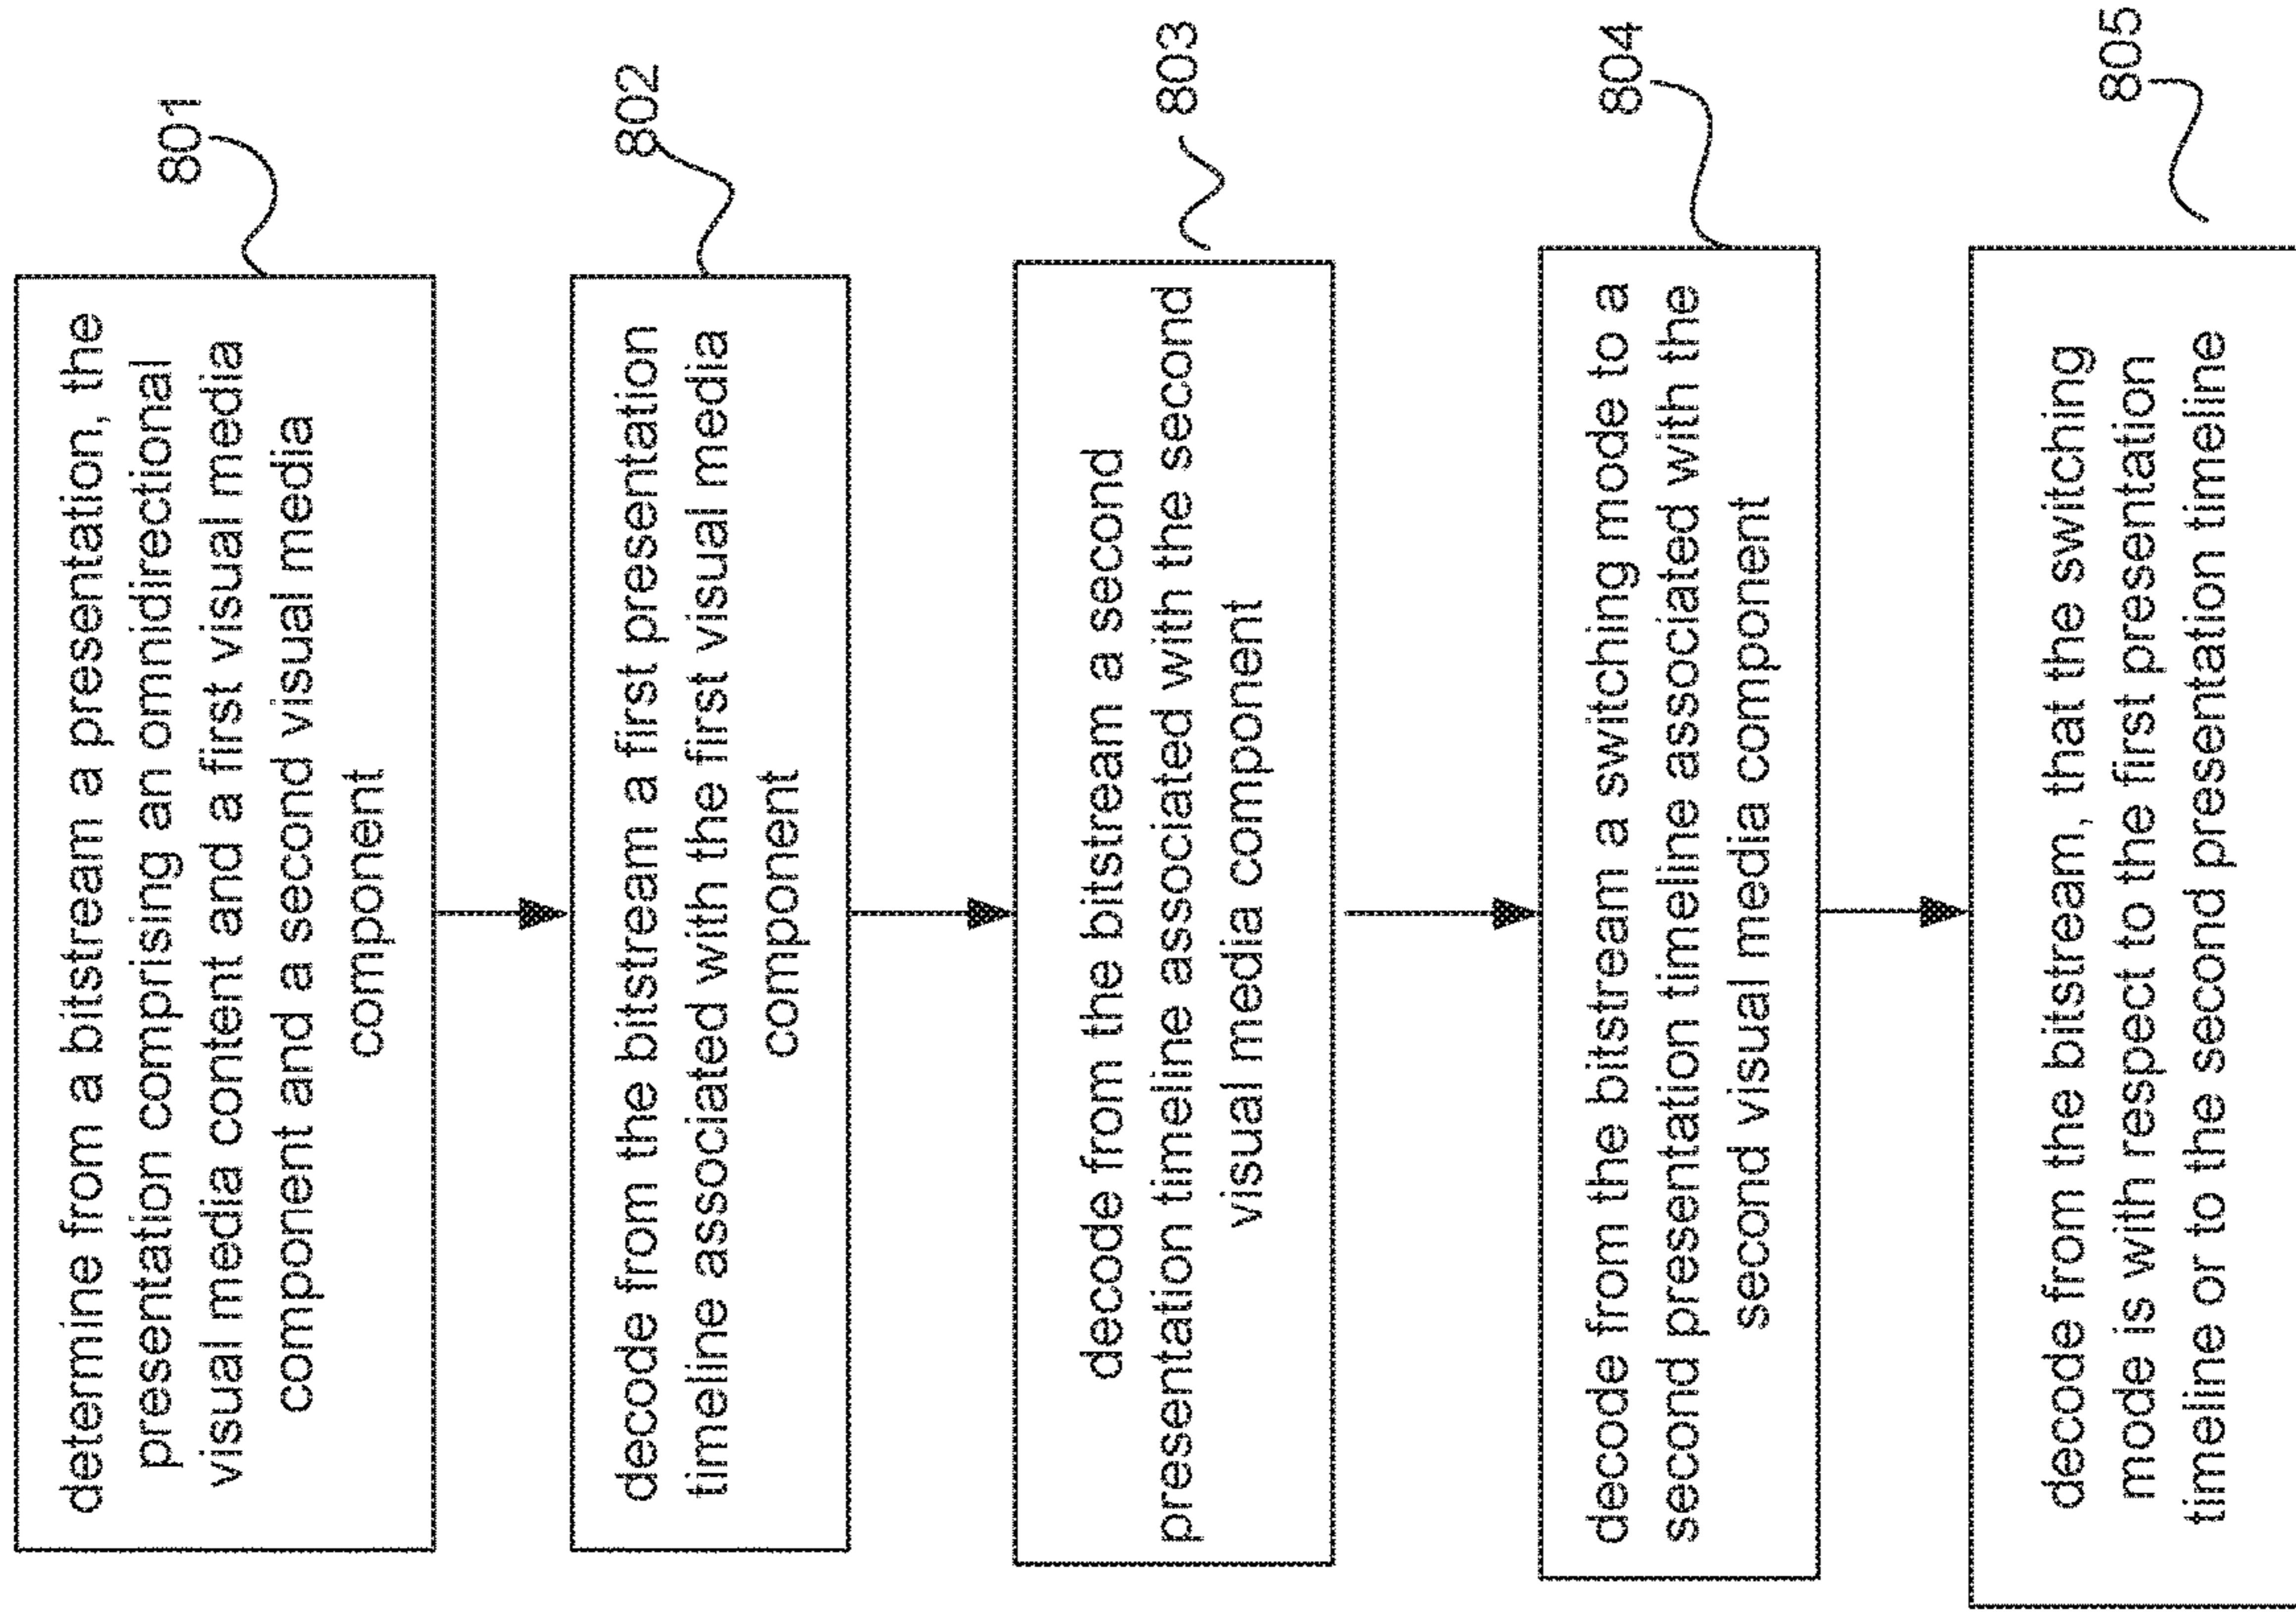 determine from a bitstream a presentation, the
presentation comprising an omnidirectional
visual media content and a first visual media
component and a second visual media
component
801
decode from the bitstream a first presentation
timeline associated with the first visual media
component
802
decode from the bitstream a second
presentation timeline associated with the second
visual media component
803
decode from the bitstream a switching mode to a
second presentation timeline associated with the
second visual media component
804
decode from the bitstream, that the switching
mode is with respect to the first presentation
timeline or to the second presentation timeline
805